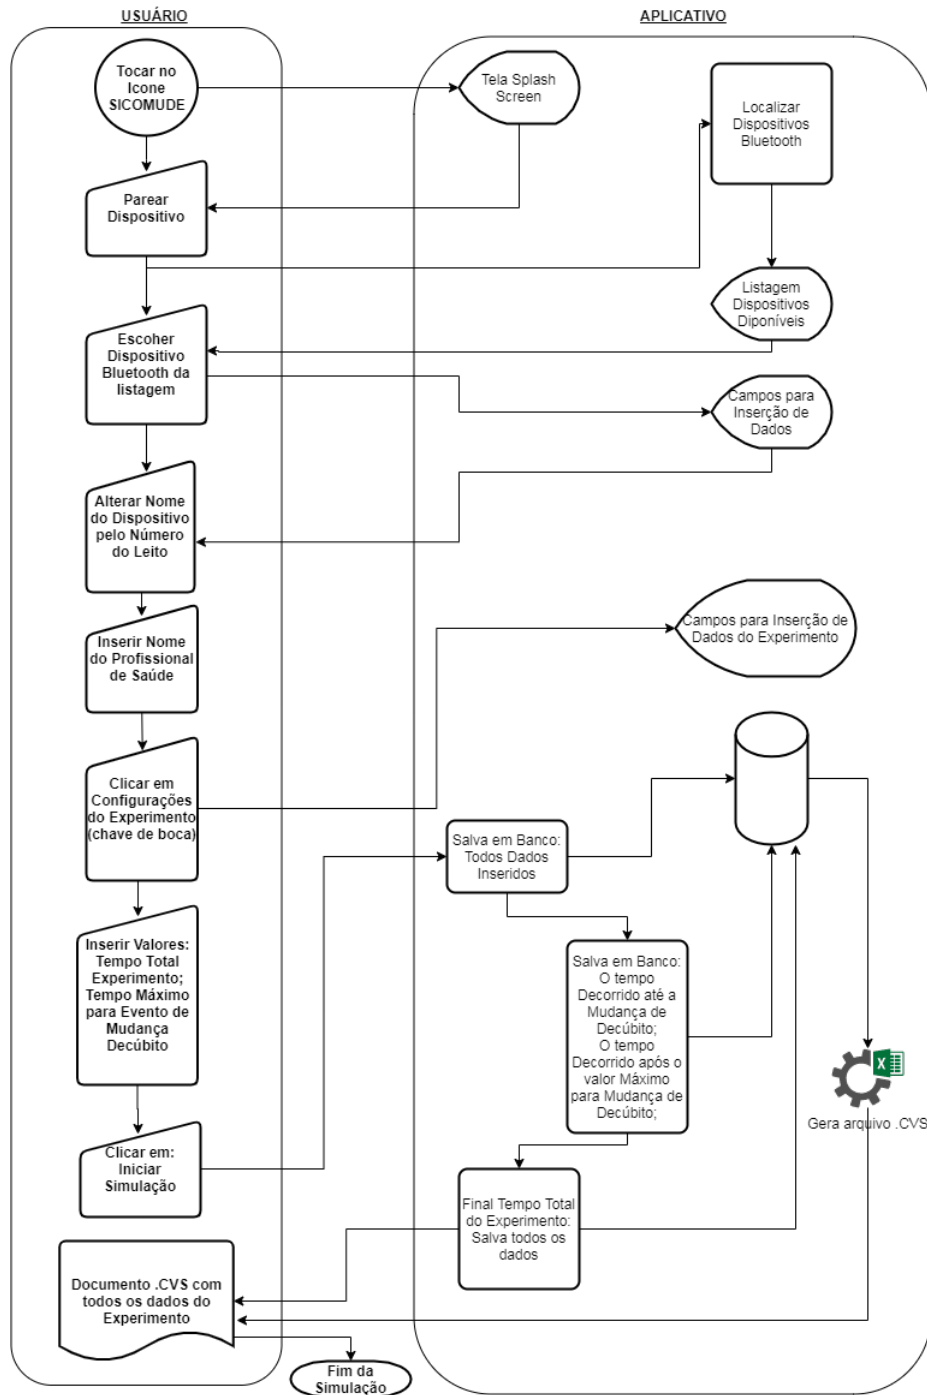 USUÁRIO
APLICATIVO
Tocar no
Icone
SICOMUDE
Tela Splash
Screen
Localizar
Dispositivos
Bluetooth
Parear
Dispositivo
Listagem
Dispositivos
Diponíveis
Escoher
Dispositivo
Bluetooth da
listagem
Campos para
Inserção de
Dados
Alterar Nome
do Dispositivo
pelo Número
do Leito
Inserir Nome
do Profissional
de Saúde
Campos para Inserção de
Dados do Experimento
Clicar em
Configurações
do Experimento
(chave de boca)
Salva em Banco:
Todos Dados
Inseridos
Inserir Valores:
Tempo Total
Experimento;
Tempo Máximo
para Evento de
Mudança
Decúbito
Salva em Banco:
O tempo
Decorrido até a
Mudança de
Decúbito;
O tempo
Decorrido após o
valor Máximo
para Mudança de
Decúbito;
X
Gera arquivo .CVS
Clicar em:
Iniciar
Simulação
Final Tempo Total
do Experimento:
Salva todos os
dados
Documento .CVS com
todos os dados do
Experimento
Fim da
Simulação